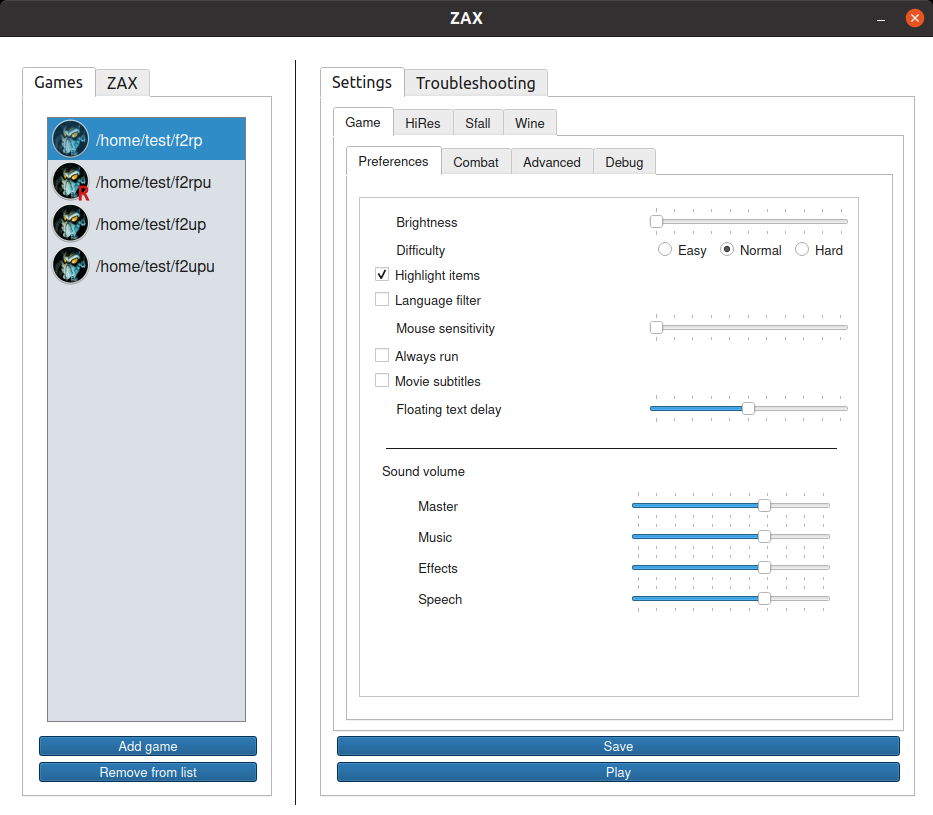 ZAX
Games ZAX
/home/test/f2rp
R
/home/test/f2rpu
/home/test/f2up
/home/test/f2upu
Add game
Remove from list
Settings Troubleshooting
Game HiRes Sfall Wine
Preferences Combat Advanced Debug
Brightness
Difficulty Easy Normal Hard
Highlight items
Language filter
Mouse sensitivity
Always run
Movie subtitles
Floating text delay
Sound volume
Master
Music
Effects
Speech
Save
Play